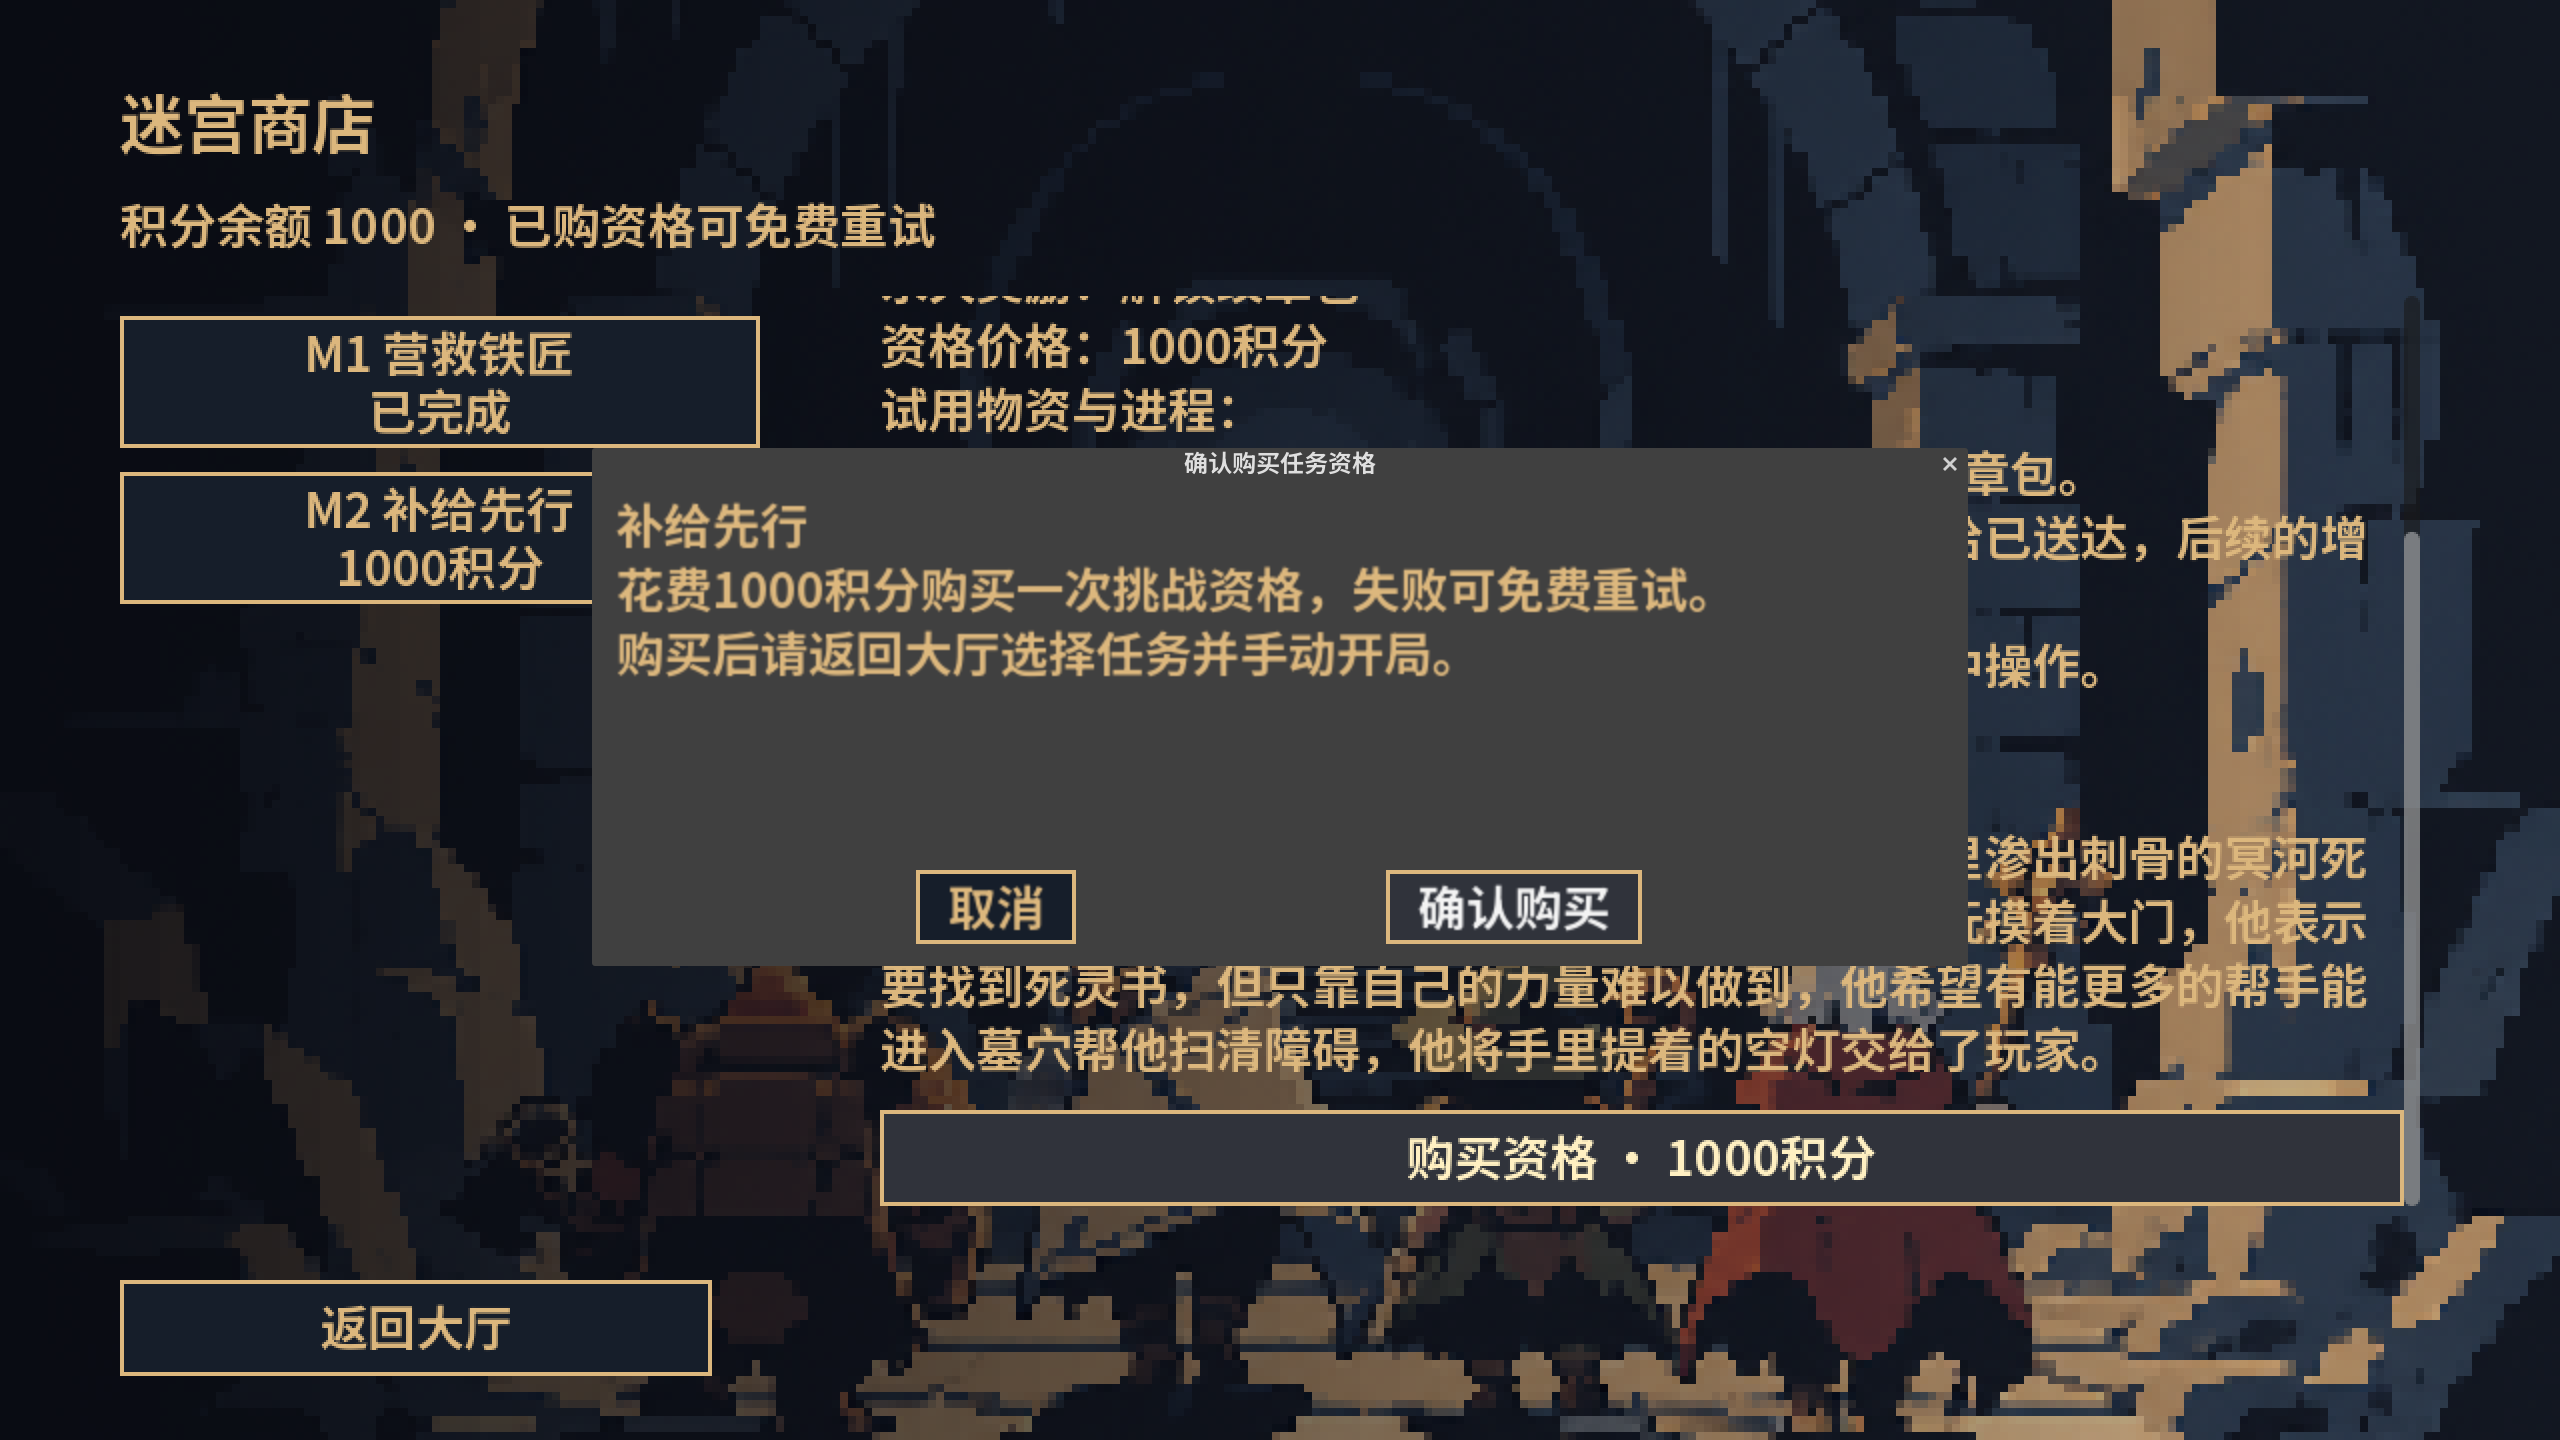 迷宫商店
积分余额 1000 · 已购资格可免费重试
M1 营救铁匠
已完成
M2 补给先行
1000积分
资格价格：1000积分
试用物资与进程：
章包。
已送达，后续的增
操作。
渗出刺骨的冥河死
摸着大门，他表示
要找到死灵书，但只靠自己的力量难以做到，他希望有能更多的帮手能
进入墓穴帮他扫清障碍，他将手里提着的空灯交给了玩家。
确认购买任务资格
×
补给先行
花费1000积分购买一次挑战资格，失败可免费重试。
购买后请返回大厅选择任务并手动开局。
取消
确认购买
购买资格 · 1000积分
返回大厅